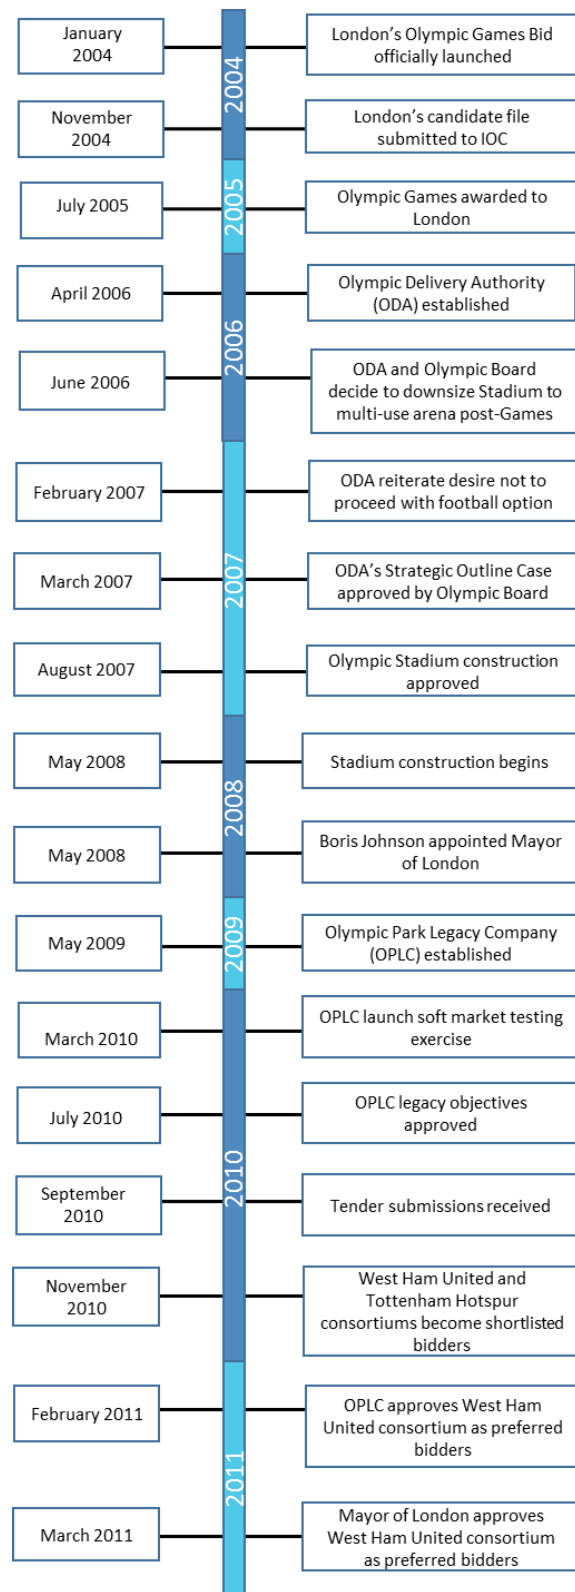 January
2004
London's Olympic Games Bid
officially launched
2004
November
2004
London's candidate file
submitted to IOC
July 2005
2005
Olympic Games awarded to
London
April 2006
Olympic Delivery Authority
(ODA) established
2006
June 2006
ODA and Olympic Board
decide to downsize Stadium to
multi-use arena post-Games
February 2007
ODA reiterate desire not to
proceed with football option
2007
March 2007
ODA's Strategic Outline Case
approved by Olympic Board
August 2007
Olympic Stadium construction
approved
May 2008
Stadium construction begins
2008
May 2008
Boris Johnson appointed Mayor
of London
May 2009
2009
Olympic Park Legacy Company
(OPLC) established
March 2010
OPLC launch soft market testing
exercise
July 2010
OPLC legacy objectives
approved
2010
September
2010
Tender submissions received
November
2010
West Ham United and
Tottenham Hotspur
consortiums become shortlisted
bidders
February 2011
OPLC approves West Ham
United consortium as preferred
bidders
2011
March 2011
Mayor of London approves
West Ham United consortium
as preferred bidders